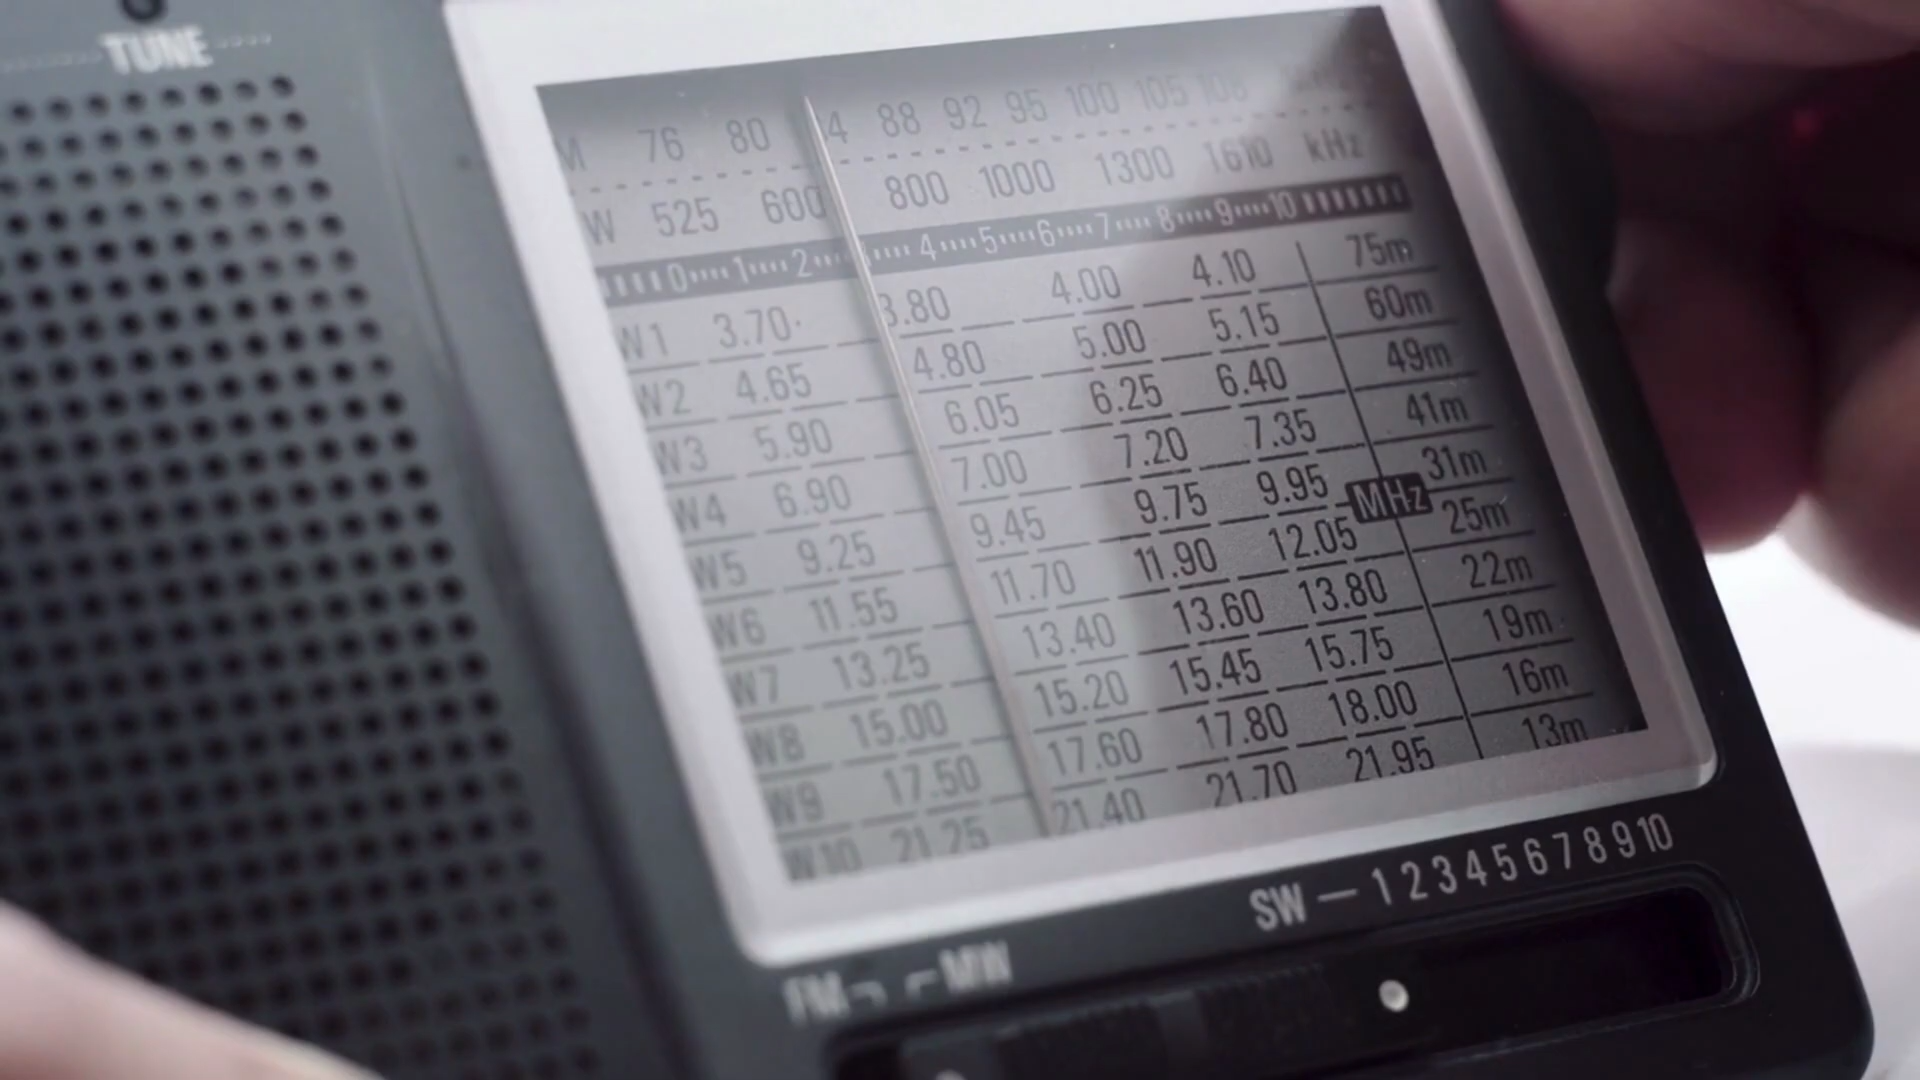 TUNE
M 76 80 84 88 92 95 100 105 108
W 525 600 800 1000 1300 1610 kHz
0 1 2 4 5 6 7 8 9 10
W1 3.70 3.80 4.00 4.10 75m
W2 4.65 4.80 5.00 5.15 60m
W3 5.90 6.05 6.25 6.40 49m
W4 6.90 7.00 7.20 7.35 41m
W5 9.25 9.45 9.75 9.95 31m
MHz
W6 11.55 11.70 11.90 12.05 25m
W7 13.25 13.40 13.60 13.80 22m
W8 15.00 15.20 15.45 15.75 19m
W9 17.50 17.60 17.80 18.00 16m
W10 21.25 21.40 21.70 21.95 13m
SW — 1 2 3 4 5 6 7 8 9 10
FM MW